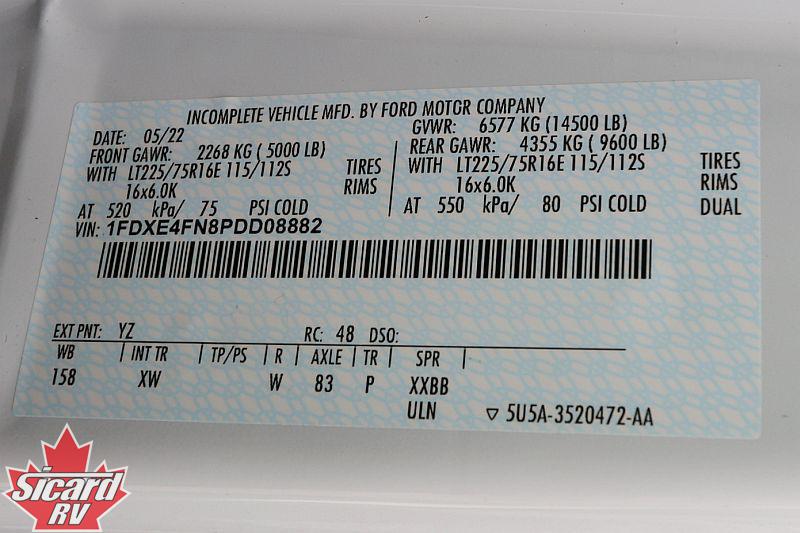 INCOMPLETE VEHICLE MFD. BY FORD MOTOR COMPANY
DATE: 05/22 GVWR: 6577 KG (14500 LB)
FRONT GAWR: 2268 KG ( 5000 LB) REAR GAWR: 4355 KG ( 9600 LB)
WITH LT225/75R16E 115/112S TIRES WITH LT225/75R16E 115/112S TIRES
16x6.0K RIMS 16x6.0K RIMS
AT 520 kPa/ 75 PSI COLD AT 550 kPa/ 80 PSI COLD DUAL
VIN: 1FDXE4FN8PDD08882
EXT PNT: YZ RC: 48 DSO:
WB INT TR TP/PS R AXLE TR SPR
158 XW W 83 P XXBB
ULN ▽ 5U5A-3520472-AA
Sicard
RV